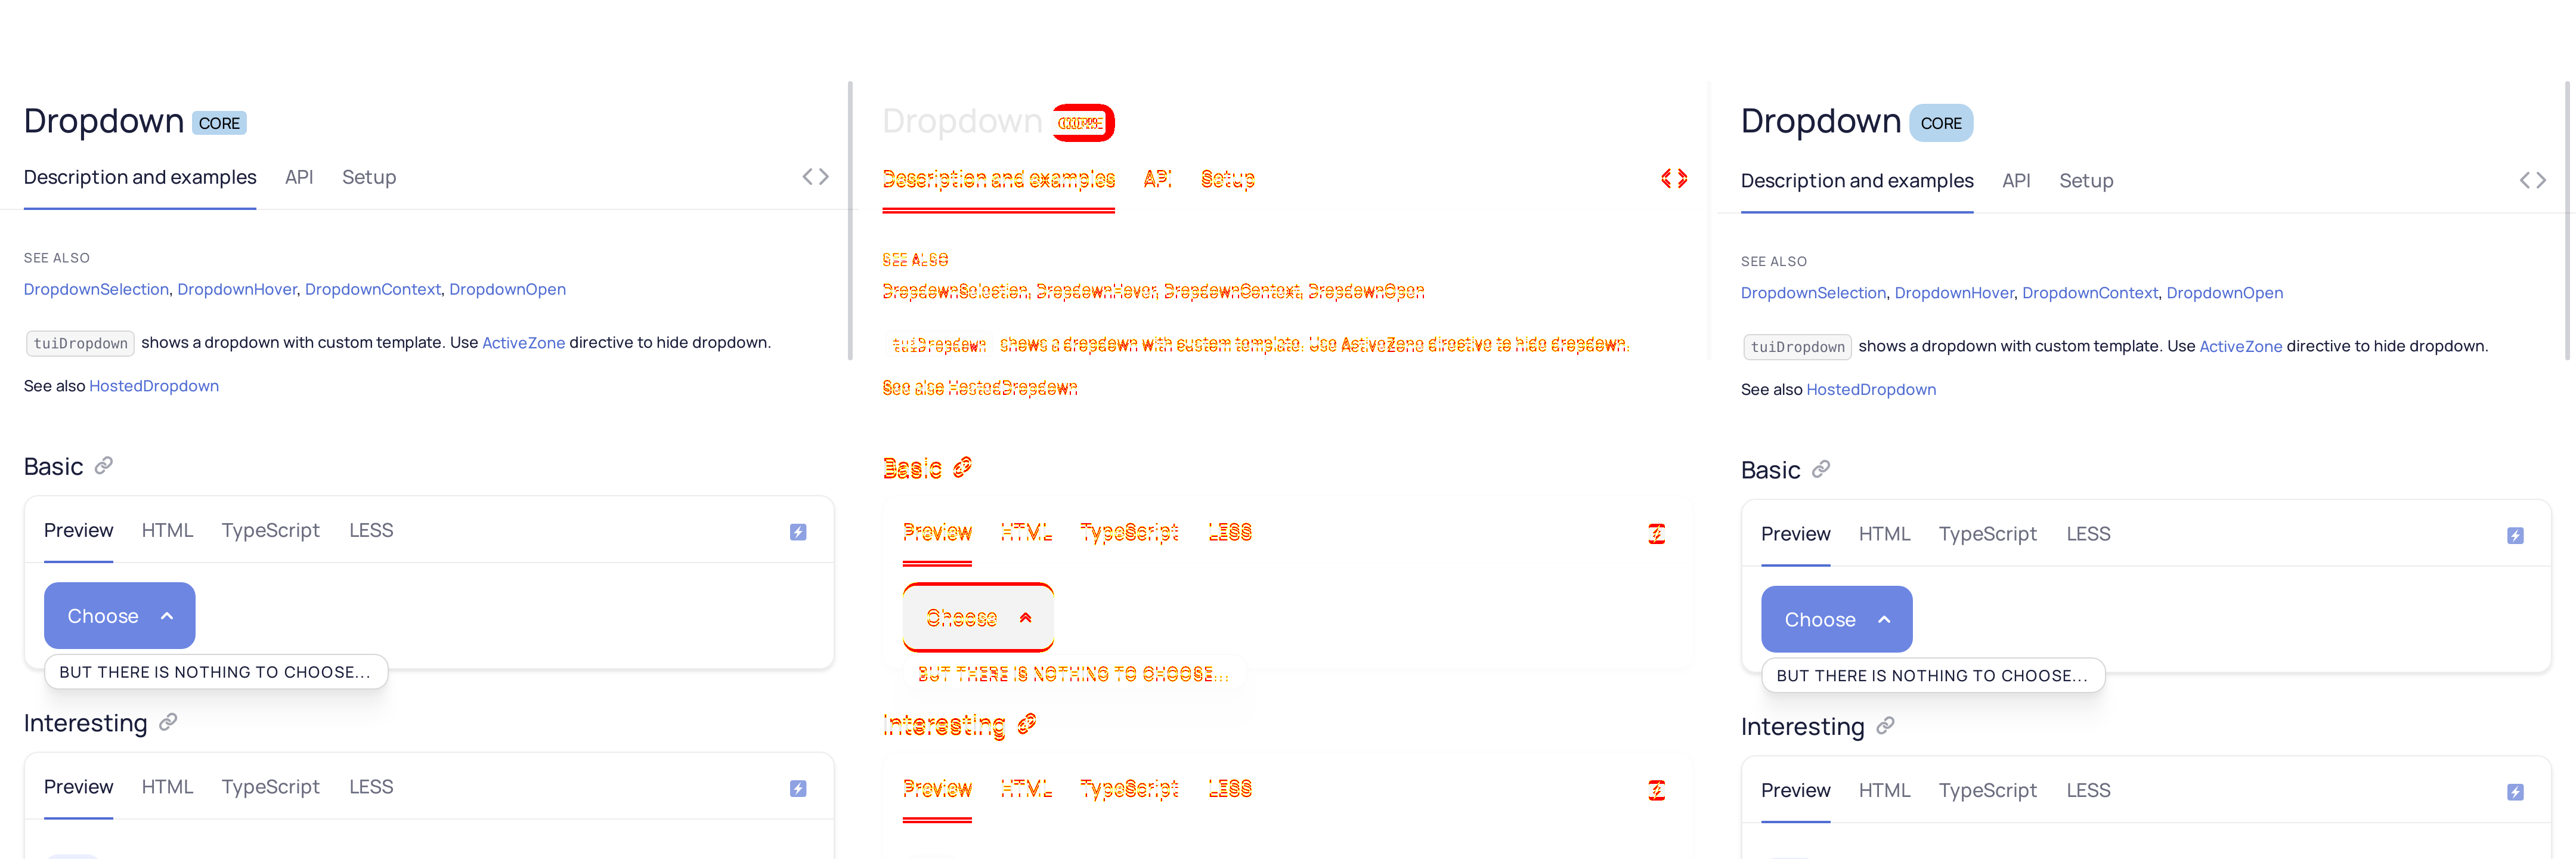 Dropdown CORE
Description and examples API Setup
SEE ALSO
DropdownSelection, DropdownHover, DropdownContext, DropdownOpen
tuiDropdown shows a dropdown with custom template. Use ActiveZone directive to hide dropdown.
See also HostedDropdown
Basic
Preview HTML TypeScript LESS
Choose
BUT THERE IS NOTHING TO CHOOSE...
Interesting
Preview HTML TypeScript LESS
Dropdown CORE
Description and examples API Setup
SEE ALSO
DropdownSelection, DropdownHover, DropdownContext, DropdownOpen
tuiDropdown shows a dropdown with custom template. Use ActiveZone directive to hide dropdown.
See also HostedDropdown
Basic
Preview HTML TypeScript LESS
Choose
BUT THERE IS NOTHING TO CHOOSE...
Interesting
Preview HTML TypeScript LESS
Dropdown CORE
Description and examples API Setup
SEE ALSO
DropdownSelection, DropdownHover, DropdownContext, DropdownOpen
tuiDropdown shows a dropdown with custom template. Use ActiveZone directive to hide dropdown.
See also HostedDropdown
Basic
Preview HTML TypeScript LESS
Choose
BUT THERE IS NOTHING TO CHOOSE...
Interesting
Preview HTML TypeScript LESS